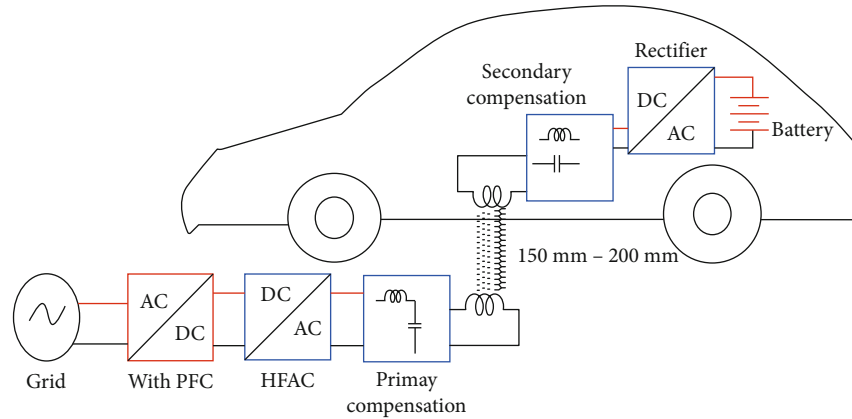 Rectifier
Secondary
compensation
DC
AC
Battery
150 mm – 200 mm
AC
DC
DC
AC
Grid
With PFC
HFAC
Primay
compensation